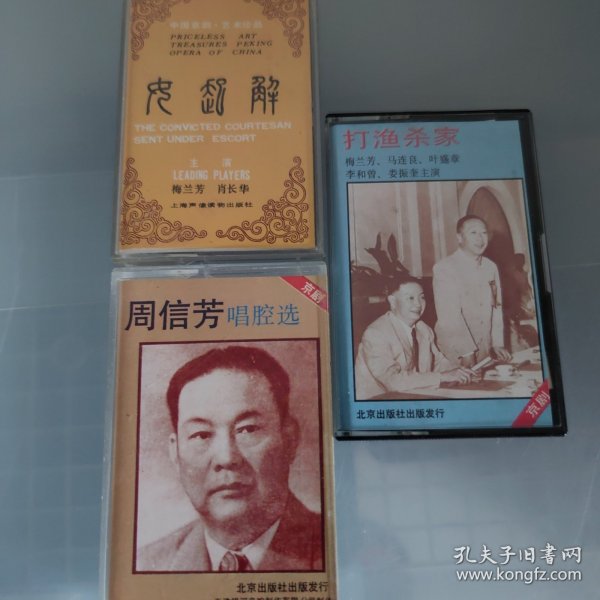 中国京剧·艺术珍品
PRICELESS ART
TREASURES PEKING
OPERA OF CHINA
女起解
THE CONVICTED COURTESAN
SENT UNDER ESCORT
主演
LEADING PLAYERS
梅兰芳 肖长华
上海声像读物出版社
打渔杀家
梅兰芳、马连良、叶盛章、
李和曾、娄振奎主演
北京出版社出版发行
京剧
京剧
周信芳唱腔选
北京出版社出版发行
孔夫子旧书网
www.kongfz.com